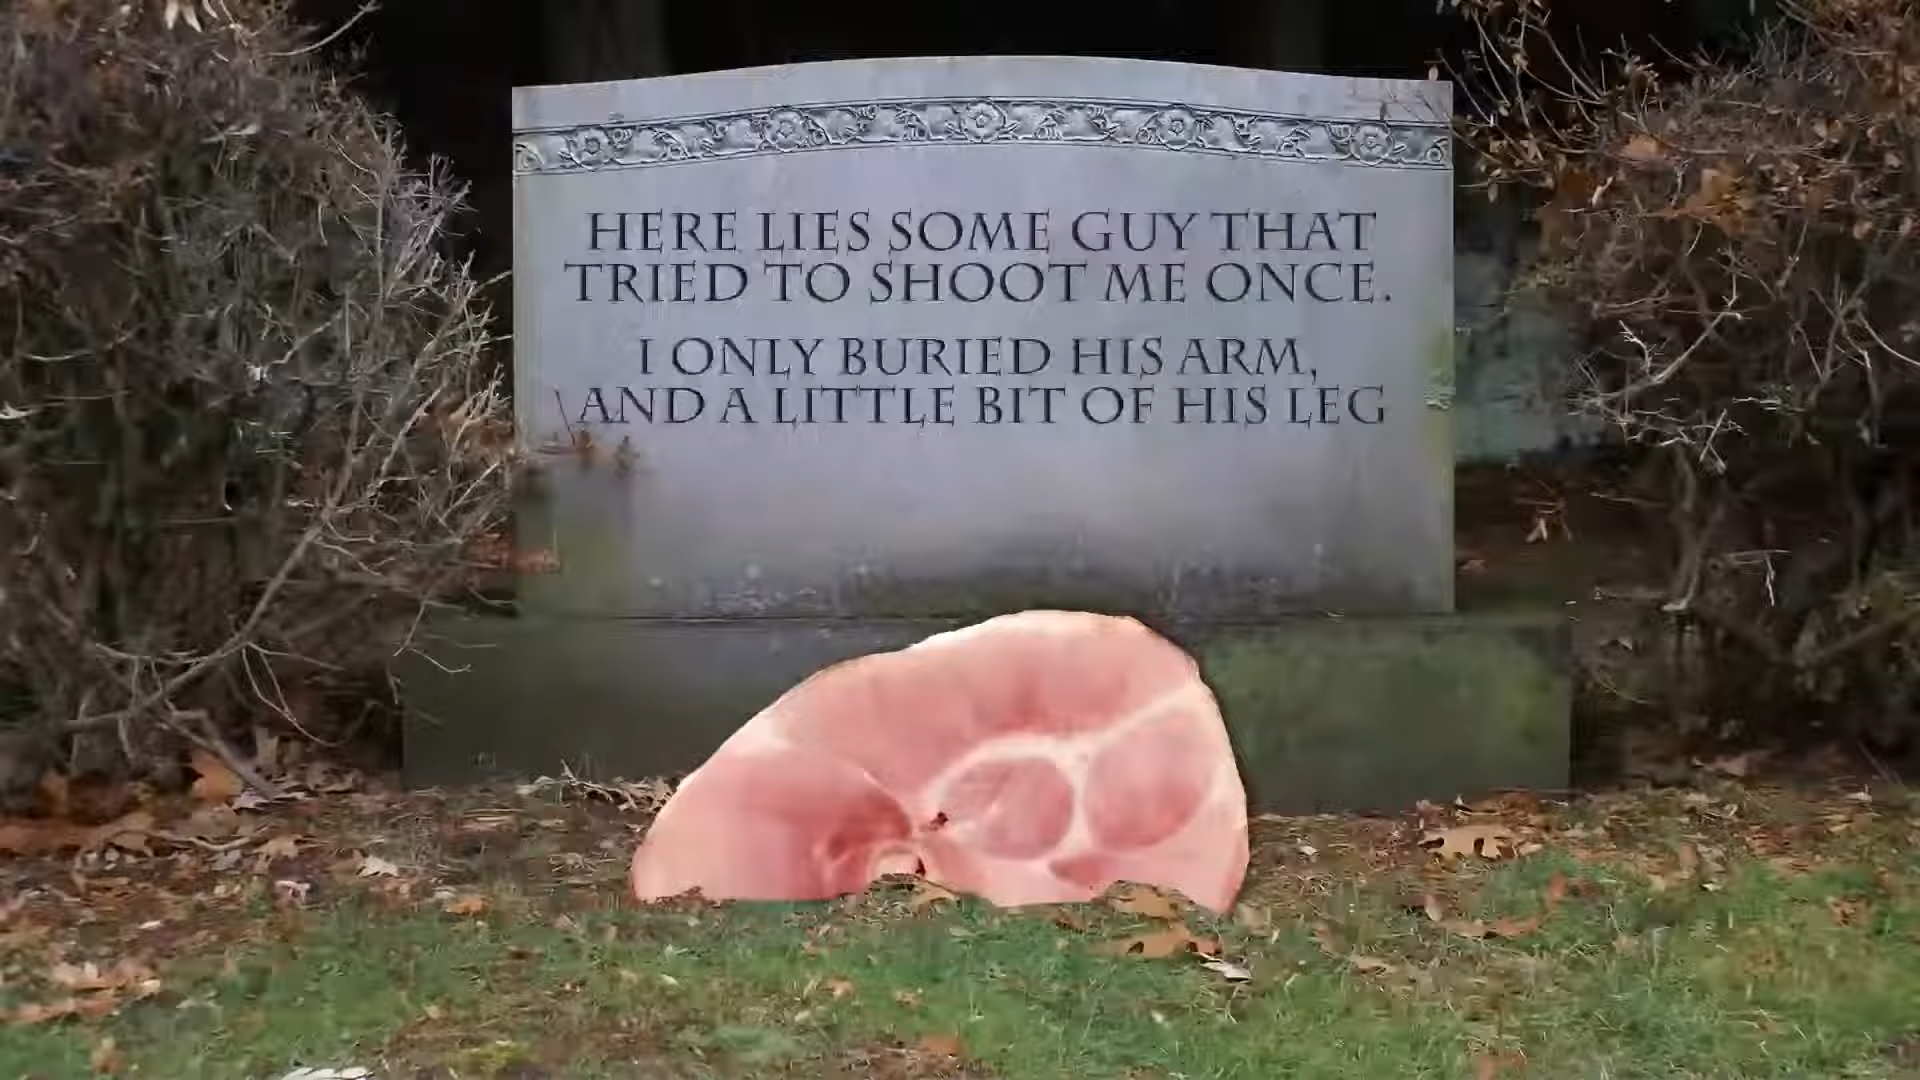 HERE LIES SOME GUY THAT
TRIED TO SHOOT ME ONCE.
I ONLY BURIED HIS ARM,
AND A LITTLE BIT OF HIS LEG